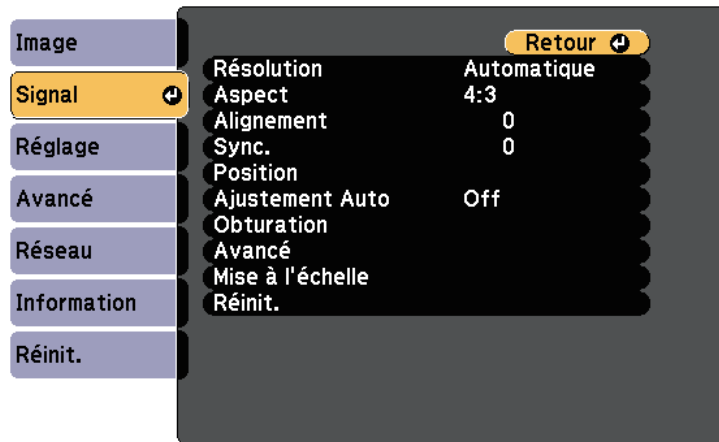 Image
Signal
Réglage
Avancé
Réseau
Information
Réinit.
Retour
Résolution Automatique
Aspect 4:3
Alignement 0
Sync. 0
Position
Ajustement Auto Off
Obturation
Avancé
Mise à l'échelle
Réinit.